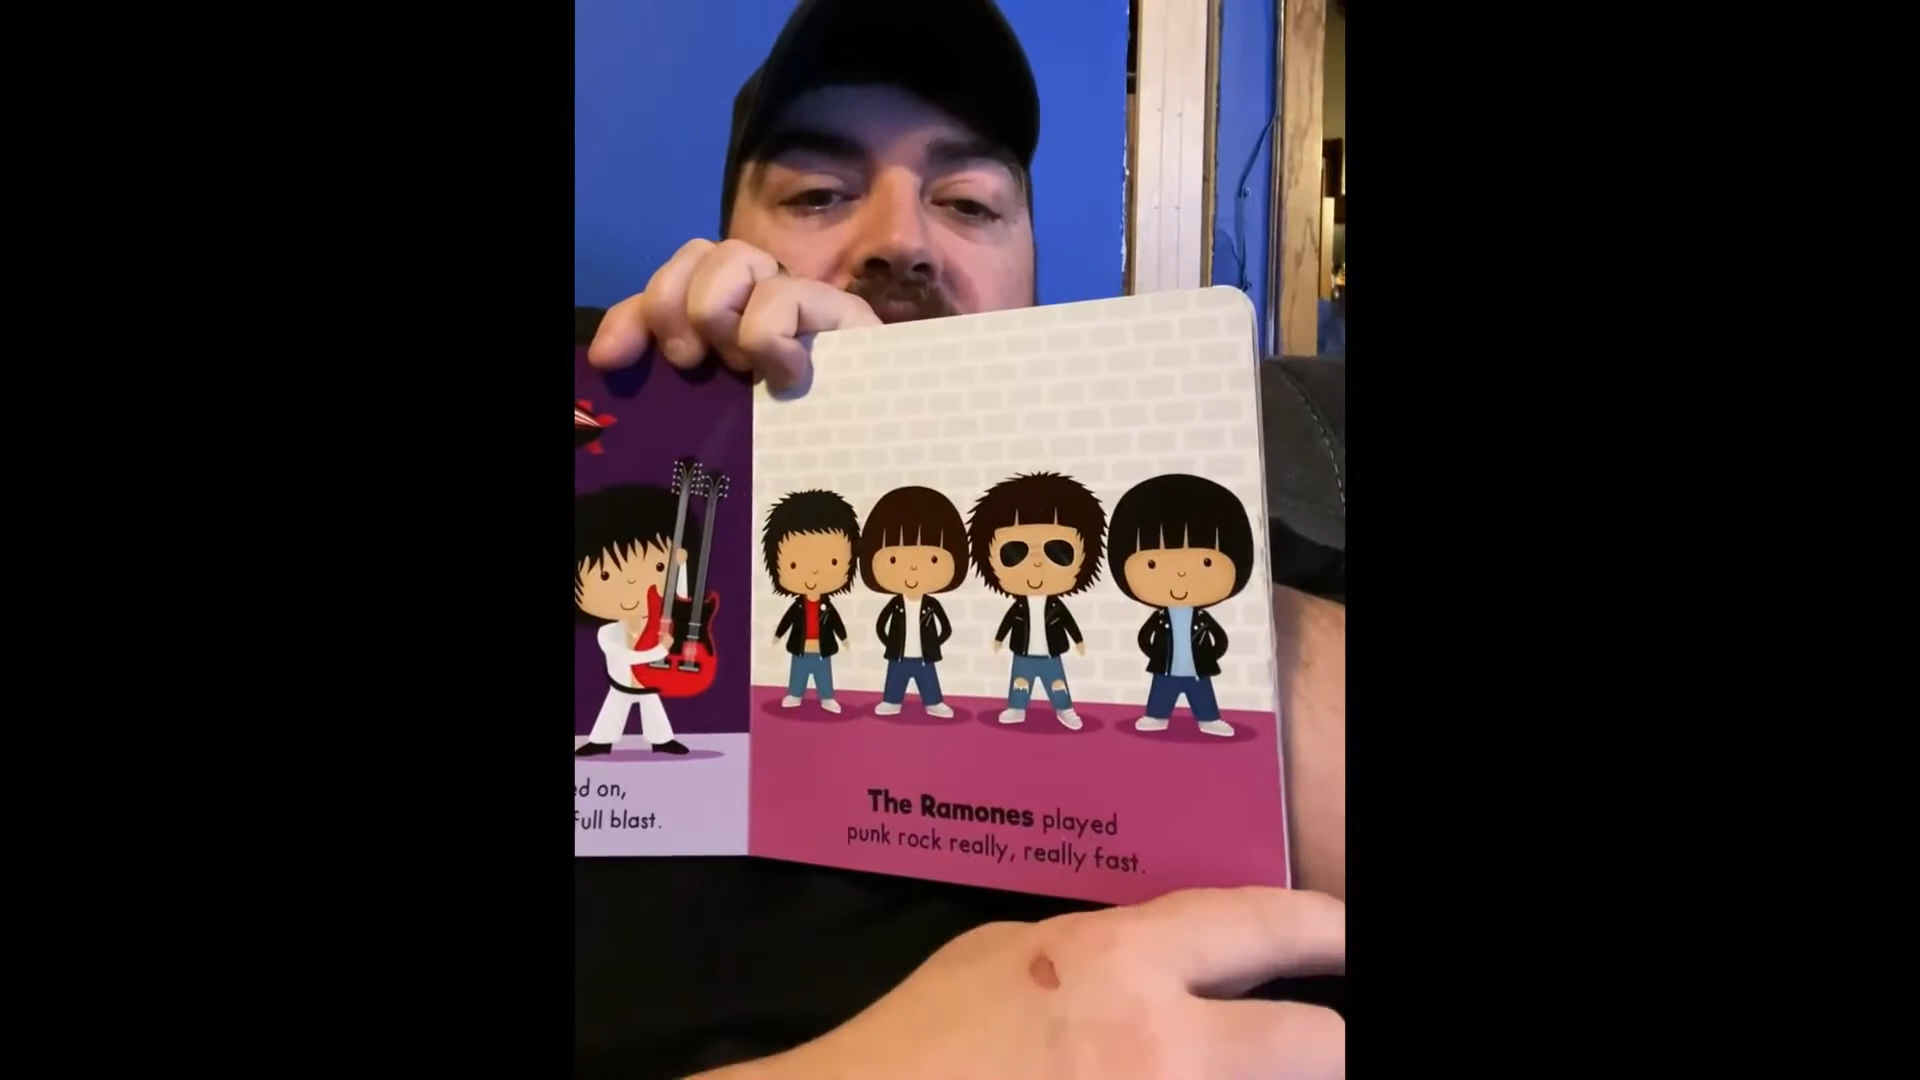 ed on,
full blast.
The Ramones played
punk rock really, really fast.